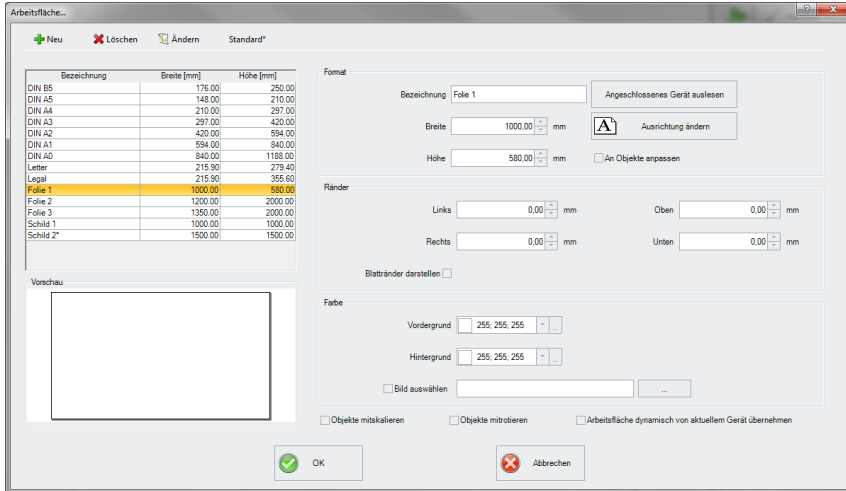 Arbeitsfläche...
Neu Löschen Ändern Standard*
Bezeichnung Breite [mm] Höhe [mm]
DIN B5 176.00 250.00
DIN A5 148.00 210.00
DIN A4 210.00 297.00
DIN A3 297.00 420.00
DIN A2 420.00 594.00
DIN A1 594.00 840.00
DIN A0 840.00 1188.00
Letter 215.90 279.40
Legal 215.90 355.60
Folie 1 1000.00 580.00
Folie 2 1200.00 2000.00
Folie 3 1350.00 2000.00
Schild 1 1000.00 1000.00
Schild 2* 1500.00 1500.00
Vorschau
Format
Bezeichnung Folie 1 Angeschlossenes Gerät auslesen
Breite 1000,00 mm A Ausrichtung ändern
Höhe 580,00 mm An Objekte anpassen
Ränder
Links 0,00 mm Oben 0,00 mm
Rechts 0,00 mm Unten 0,00 mm
Blattränder darstellen
Farbe
Vordergrund 255; 255; 255 ...
Hintergrund 255; 255; 255 ...
Bild auswählen ...
Objekte mitskalieren Objekte mitrotieren Arbeitsfläche dynamisch von aktuellem Gerät übernehmen
OK Abbrechen